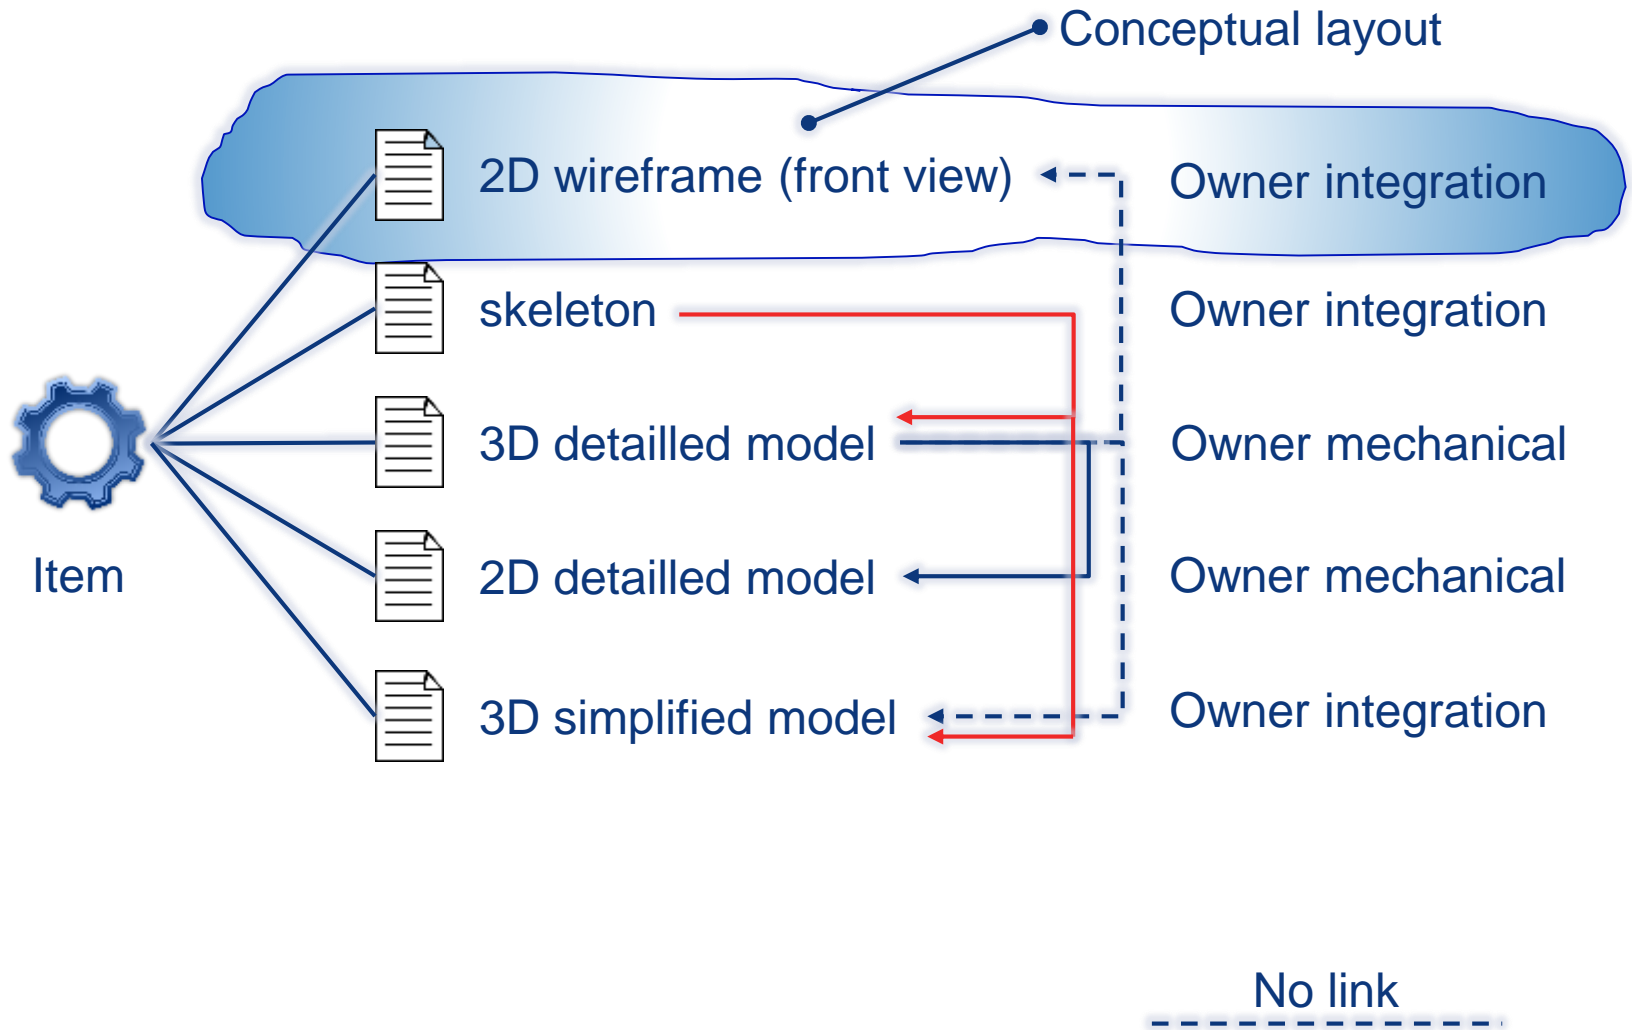 Conceptual layout
2D wireframe (front view)
Owner integration
skeleton
Owner integration
3D detailled model
Owner mechanical
Item
2D detailled model
Owner mechanical
3D simplified model
Owner integration
No link